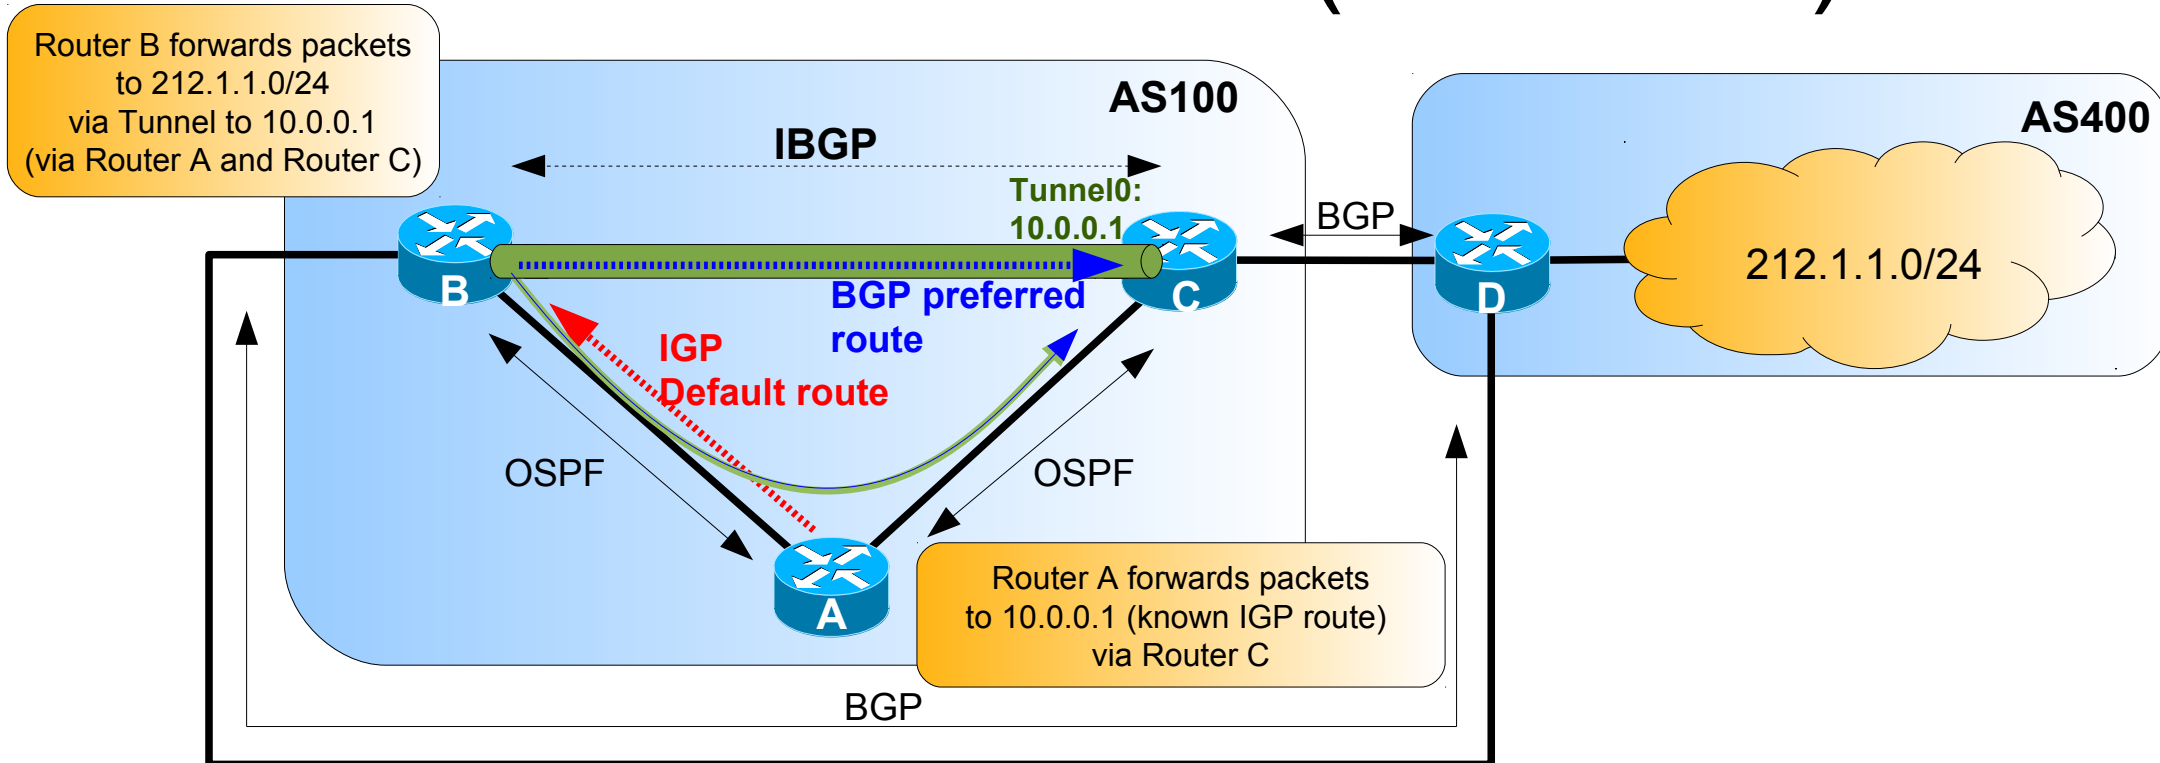 Router B forwards packets
to 212.1.1.0/24
via Tunnel to 10.0.0.1
(via Router A and Router C)
AS100
AS400
IBGP
Tunnel0:
10.0.0.1
BGP
212.1.1.0/24
B
C
D
BGP preferred
route
IGP
Default route
OSPF
OSPF
A
Router A forwards packets
to 10.0.0.1 (known IGP route)
via Router C
BGP